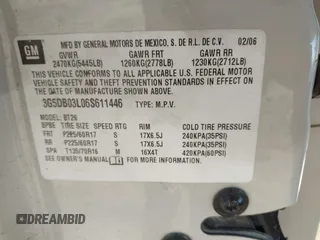 GM
MFD BY GENERAL MOTORS DE MEXICO, S. DE R.L. DE C.V. 02/06
GVWR GAWR FRT GAWR RR
2470KG(5445LB) 1260KG(2778LB) 1230KG(2712LB)
THIS VEHICLE CONFORMS TO ALL APPLICABLE U.S. FEDERAL MOTOR
VEHICLE SAFETY AND THEFT PREVENTION
STANDARDS IN EFFECT ON THE DATE OF
MANUFACTURE SHOWN ABOVE.
3G5DB03L06S611446 TYPE: M.P.V.
MODEL: BT26
TIRE SIZE SPEED RTG RIM COLD TIRE PRESSURE
FRT P225/60R17 S 17X6.5J 240KPA(35PSI)
RR P225/60R17 S 17X6.5J 240KPA(35PSI)
SPA T135/70R16 M 16X4T 420KPA(60PSI)
SEE OWNER'S MANUAL
DREAMBID DREAMBID